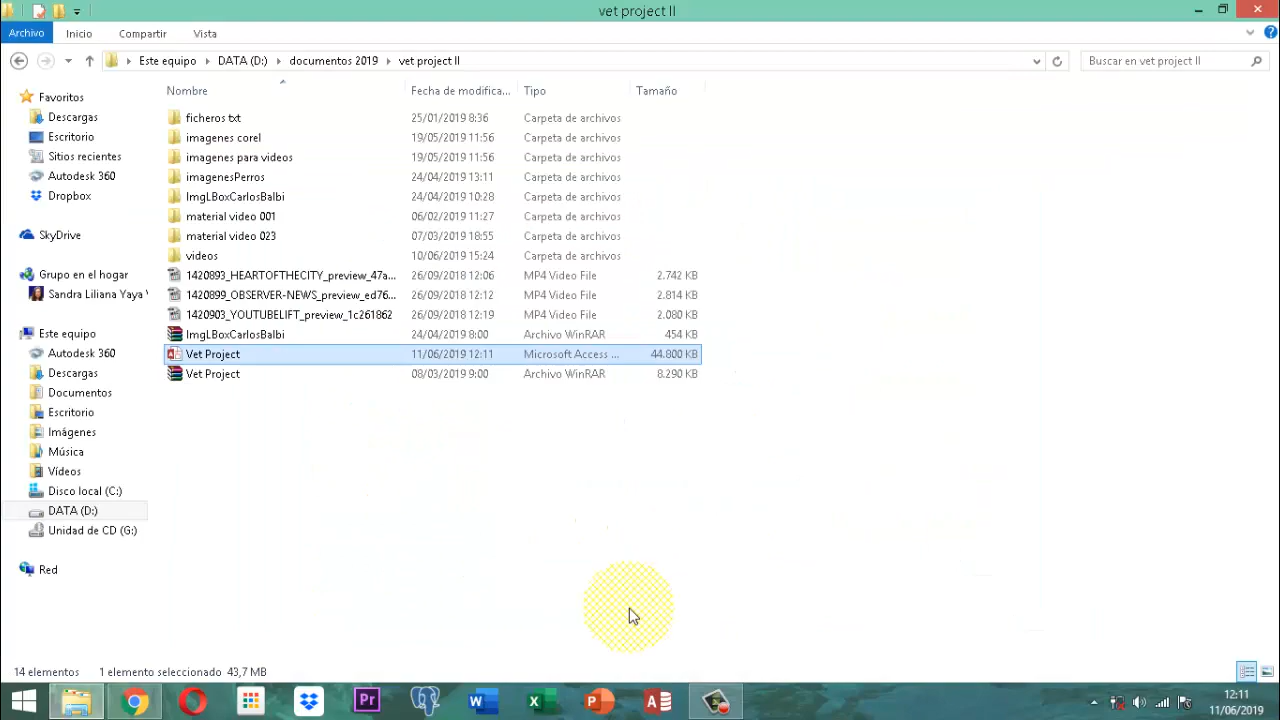 vet project II
Archivo Inicio Compartir Vista
Este equipo DATA (D:) documentos 2019 vet project II
Buscar en vet project II
Nombre Fecha de modifica... Tipo Tamaño
Favoritos
Descargas
Escritorio
Sitios recientes
Autodesk 360
Dropbox
SkyDrive
Grupo en el hogar
Sandra Liliana Yaya
Este equipo
Autodesk 360
Descargas
Documentos
Escritorio
Imágenes
Música
Vídeos
Disco local (C:)
DATA (D:)
Unidad de CD (G:)
Red
ficheros txt 25/01/2019 8:36 Carpeta de archivos
imagenes corel 19/05/2019 11:56 Carpeta de archivos
imagenes para videos 19/05/2019 11:56 Carpeta de archivos
imagenesPerros 24/04/2019 13:11 Carpeta de archivos
ImgLBoxCarlosBalbi 24/04/2019 10:28 Carpeta de archivos
material video 001 06/02/2019 11:27 Carpeta de archivos
material video 023 07/03/2019 18:55 Carpeta de archivos
videos 10/06/2019 15:24 Carpeta de archivos
1420893_HEARTOFTHECITY_preview_47a... 26/09/2018 12:06 MP4 Video File 2.742 KB
1420899_OBSERVER-NEWS_preview_ed76... 26/09/2018 12:12 MP4 Video File 2.814 KB
1420903_YOUTUBELIFT_preview_1c261862 26/09/2018 12:19 MP4 Video File 2.080 KB
ImgLBoxCarlosBalbi 24/04/2019 8:00 Archivo WinRAR 454 KB
Vet Project 11/06/2019 12:11 Microsoft Access ... 44.800 KB
Vet Project 08/03/2019 9:00 Archivo WinRAR 8.290 KB
14 elementos 1 elemento seleccionado 43,7 MB
12:11
11/06/2019